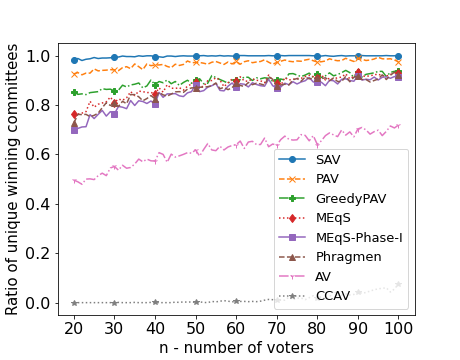 1.0
0.8
0.6
0.4
0.2
0.0
Ratio of unique winning committees
SAV
PAV
GreedyPAV
MEqS
MEqS-Phase-I
Phragmen
AV
CCAV
20 30 40 50 60 70 80 90 100
n - number of voters